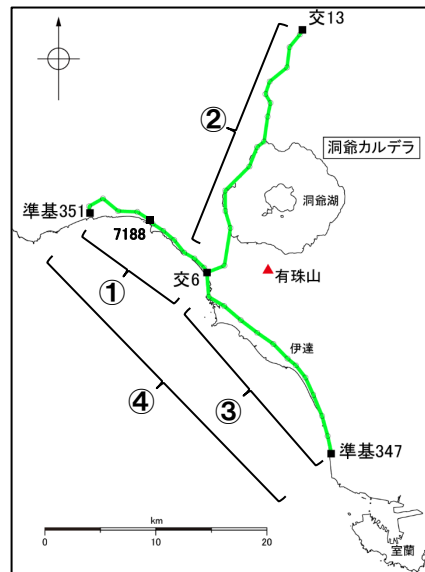 交13
②
洞爺カルデラ
洞爺湖
準基351
7188
交6
有珠山
①
④
③
伊達
準基347
km
0 10 20
室蘭